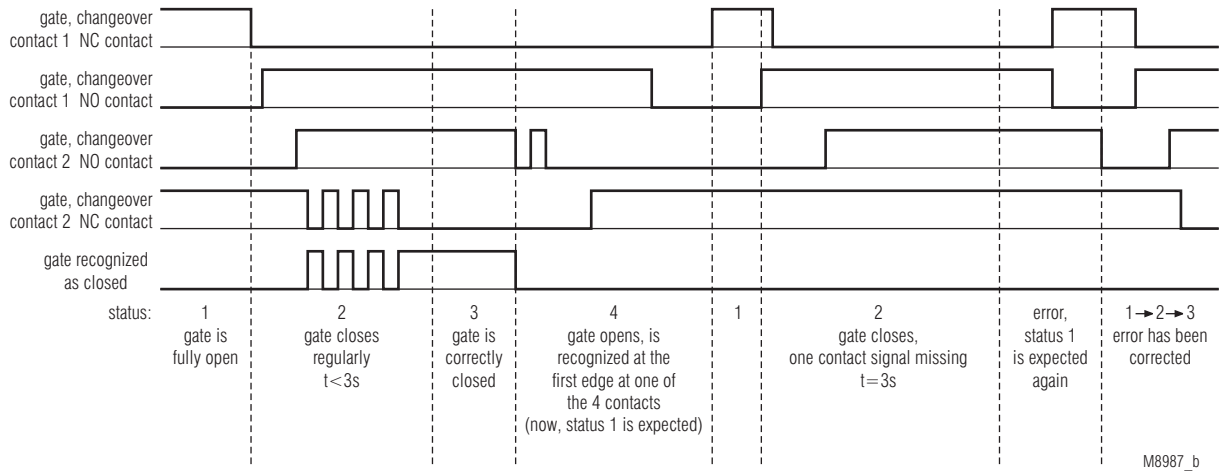 gate, changeover
contact 1 NC contact
gate, changeover
contact 1 NO contact
gate, changeover
contact 2 NO contact
gate, changeover
contact 2 NC contact
gate recognized
as closed
status:
1
gate is
fully open
2
gate closes
regularly
t<3s
3
gate is
correctly
closed
4
gate opens, is
recognized at the
first edge at one of
the 4 contacts
(now, status 1 is expected)
1
2
gate closes,
one contact signal missing
t=3s
error,
status 1
is expected
again
1→2→3
error has been
corrected
M8987_b